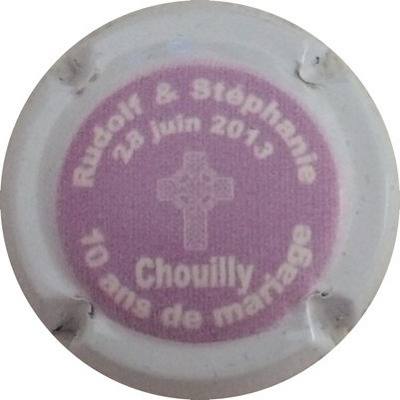 Rudolf & Stéphanie
28 juin 2013
Chouilly
10 ans de mariage